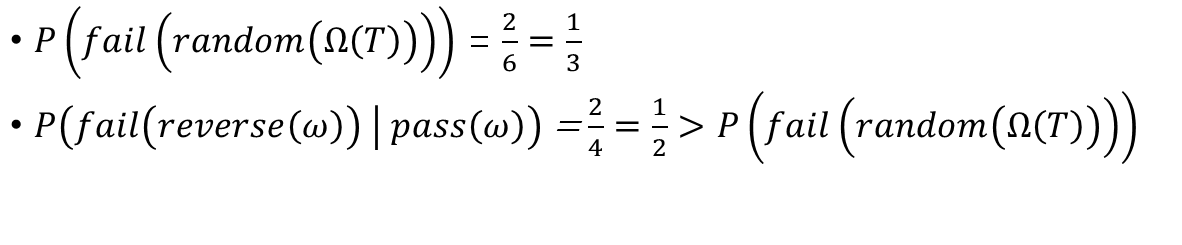 • P(fail(random(Ω(T)))) = 2/6 = 1/3
• P(fail(reverse(ω)) | pass(ω)) = 2/4 = 1/2 > P(fail(random(Ω(T))))